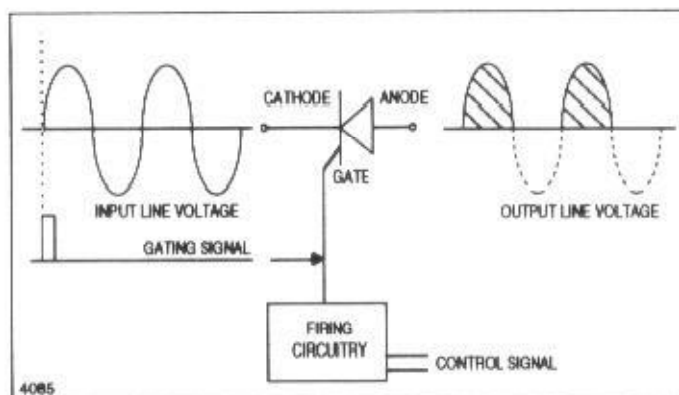 CATHODE
ANODE
GATE
INPUT LINE VOLTAGE
OUTPUT LINE VOLTAGE
GATING SIGNAL
FIRING
CIRCUITRY
CONTROL SIGNAL
4085